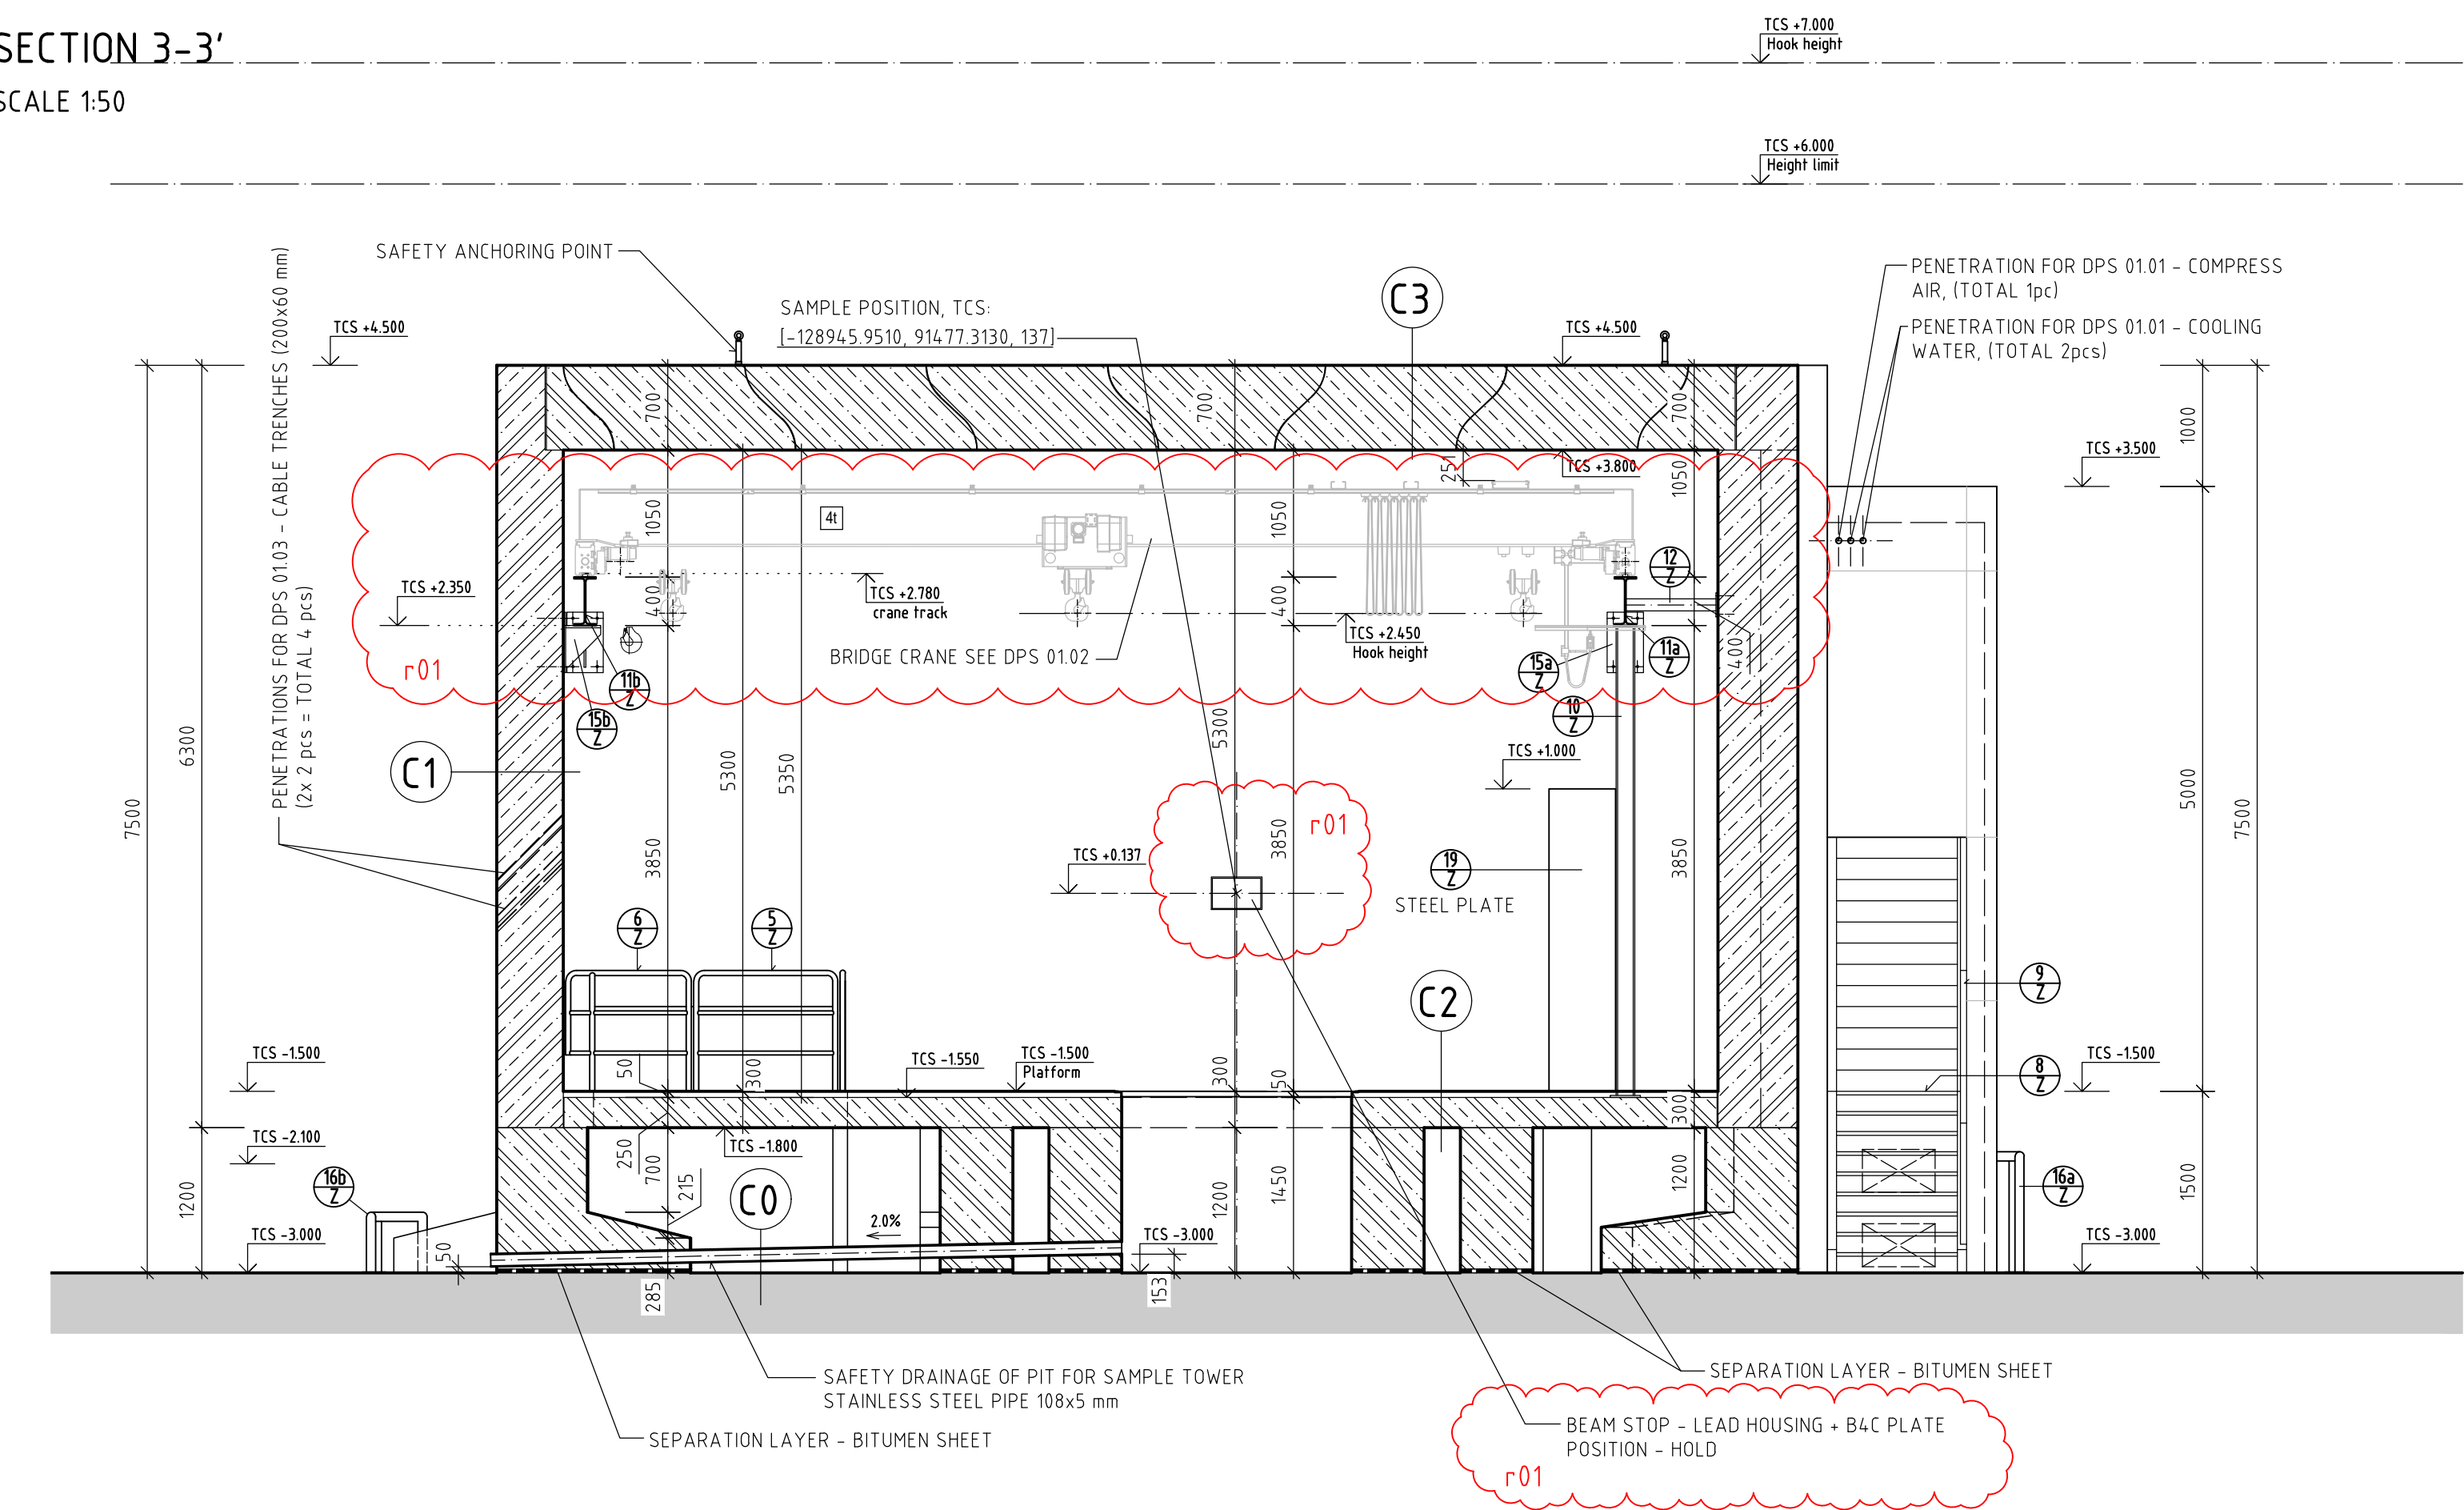 SECTION 3-3'
SCALE 1:50
TCS +7.000
Hook height
TCS +6.000
Height limit
SAFETY ANCHORING POINT
SAMPLE POSITION, TCS:
[-128945.9510, 91477.3130, 137]
C3
PENETRATION FOR DPS 01.01 - COMPRESS
AIR, (TOTAL 1pc)
PENETRATION FOR DPS 01.01 - COOLING
WATER, (TOTAL 2pcs)
PENETRATIONS FOR DPS 01.03 - CABLE TRENCHES (200x60 mm)
(2x 2 pcs = TOTAL 4 pcs)
TCS +4.500
TCS +4.500
700
700
700
1000
TCS +3.500
TCS +3.800
251
1050
1050
1050
4t
12
Z
TCS +2.350
TCS +2.780
crane track
400
400
400
TCS +2.450
Hook height
BRIDGE CRANE SEE DPS 01.02
r01
11b
Z
15b
Z
15a
Z
11a
Z
10
Z
6300
7500
C1
5300
5350
5300
TCS +1.000
5000
7500
3850
3850
3850
r01
TCS +0.137
19
Z
STEEL PLATE
6
Z
5
Z
C2
9
Z
8
Z
TCS -1.500
50
300
TCS -1.550
TCS -1.500
Platform
300
50
300
TCS -1.500
TCS -2.100
250
700
TCS -1.800
215
C0
16b
Z
16a
Z
1200
1200
1450
1200
1500
2.0%
TCS -3.000
50
285
TCS -3.000
153
TCS -3.000
SAFETY DRAINAGE OF PIT FOR SAMPLE TOWER
STAINLESS STEEL PIPE 108x5 mm
SEPARATION LAYER - BITUMEN SHEET
SEPARATION LAYER - BITUMEN SHEET
BEAM STOP - LEAD HOUSING + B4C PLATE
POSITION - HOLD
r01